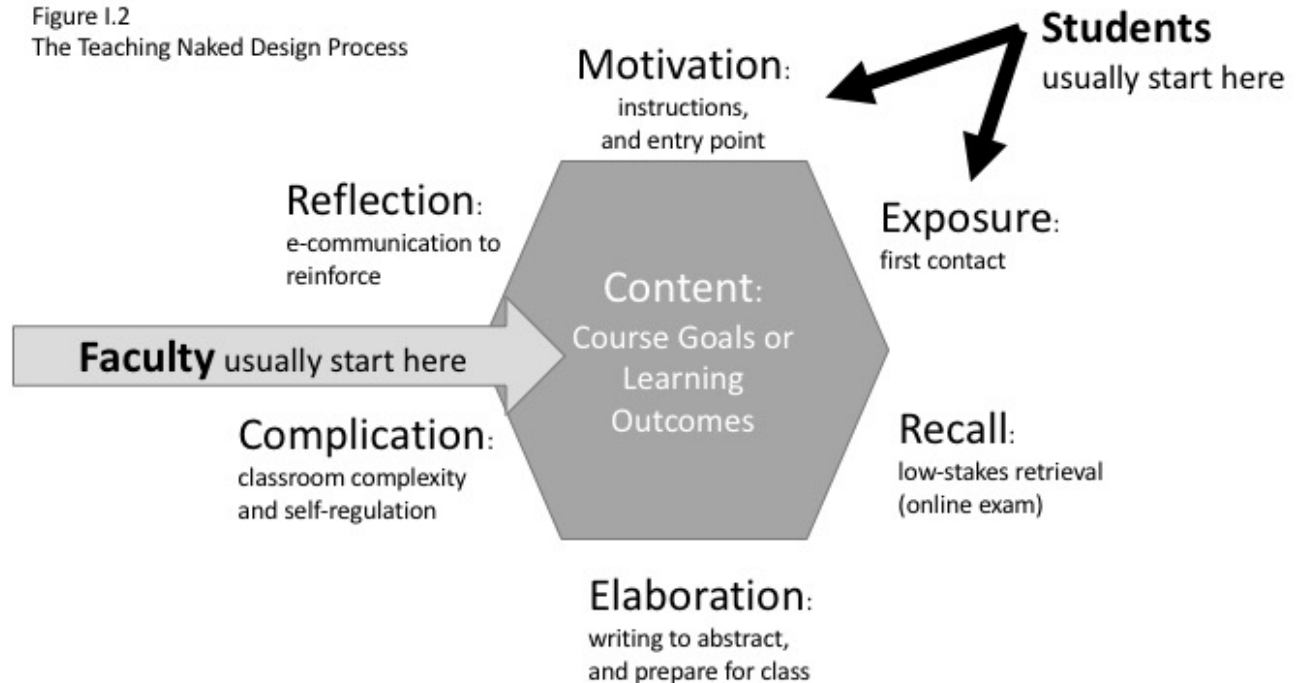 Figure I.2
The Teaching Naked Design Process
Students
usually start here
Motivation:
instructions,
and entry point
Exposure:
first contact
Recall:
low-stakes retrieval
(online exam)
Elaboration:
writing to abstract,
and prepare for class
Complication:
classroom complexity
and self-regulation
Reflection:
e-communication to
reinforce
Faculty usually start here
Content:
Course Goals or
Learning
Outcomes